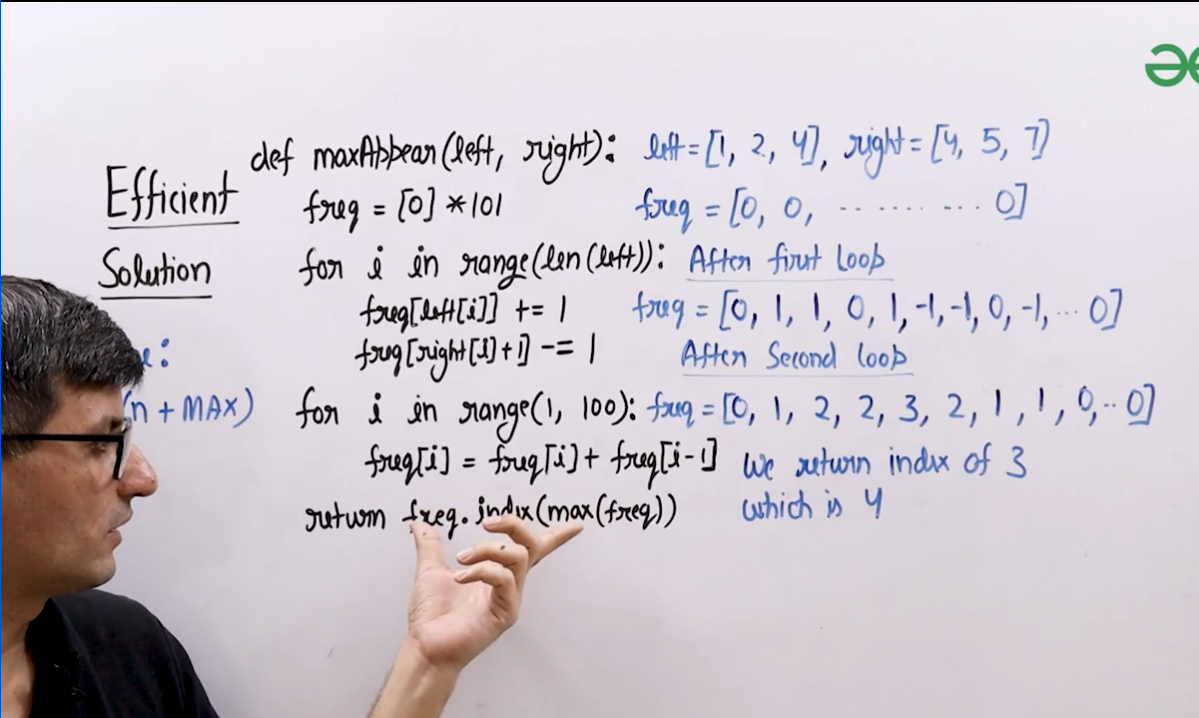 def maxAppear(left, right): left = [1, 2, 4], right = [4, 5, 7]
Efficient
Solution
freq = [0] * 101 freq = [0, 0, ......... 0]
for i in range(len(left)): After first loop
freq[left[i]] += 1 freq = [0, 1, 1, 0, 1, -1, -1, 0, -1, ... 0]
freq[right[i]+1] -= 1 After Second loop
(n + MAX) for i in range(1, 100): freq = [0, 1, 2, 2, 3, 2, 1, 1, 0, .. 0]
freq[i] = freq[i] + freq[i-1] We return index of 3
return freq.index(max(freq)) which is 4